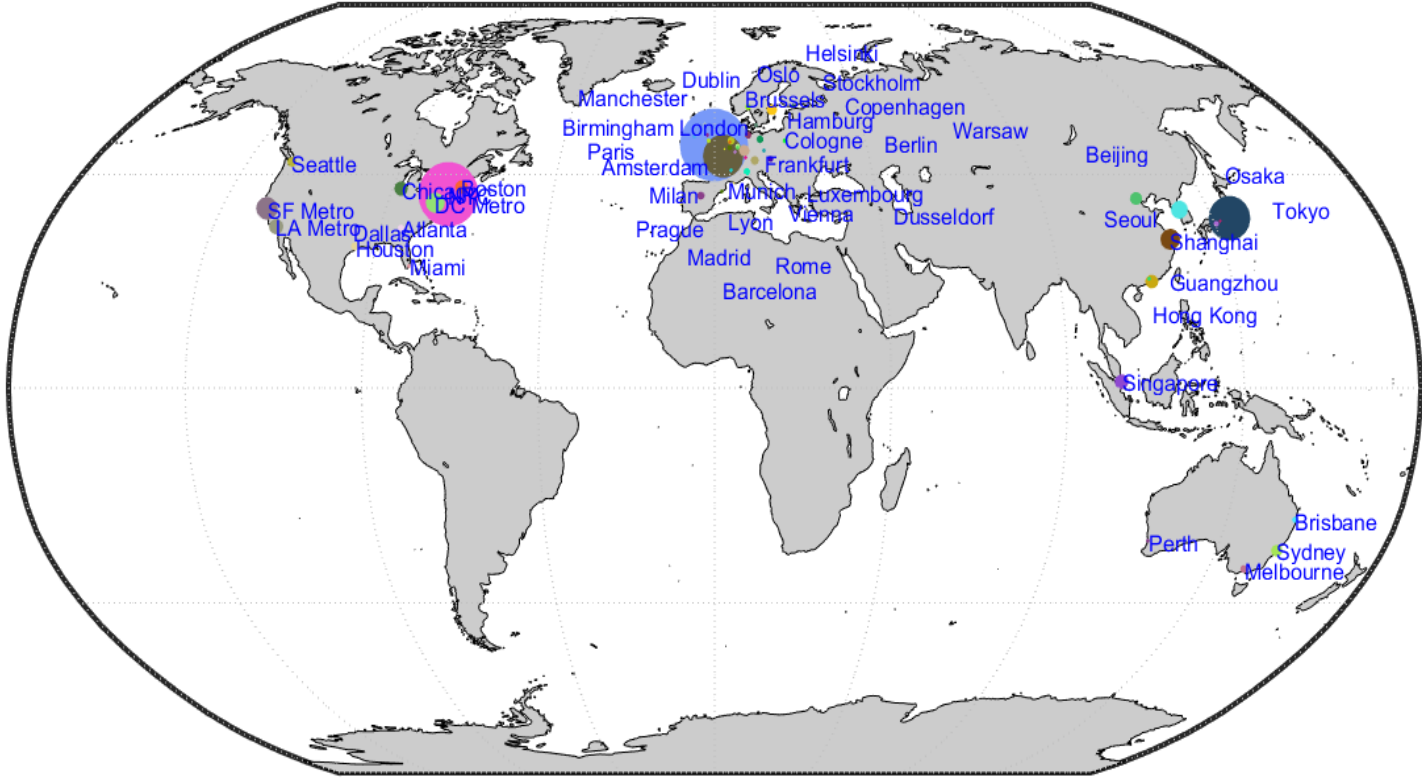 Helsinki
Oslo
Dublin
Stockholm
Manchester
Brussels
Copenhagen
Hamburg
Birmingham
London
Warsaw
Cologne
Berlin
Paris
Beijing
Seattle
Amsterdam
Frankfurt
Osaka
Boston
Chicago
NYC
Milan
Munich
Luxembourg
DC Metro
SF Metro
Tokyo
Vienna
Dusseldorf
Seoul
Lyon
LA Metro
Dallas
Atlanta
Prague
Shanghai
Houston
Madrid
Rome
Miami
Guangzhou
Barcelona
Hong Kong
Singapore
Brisbane
Perth
Sydney
Melbourne